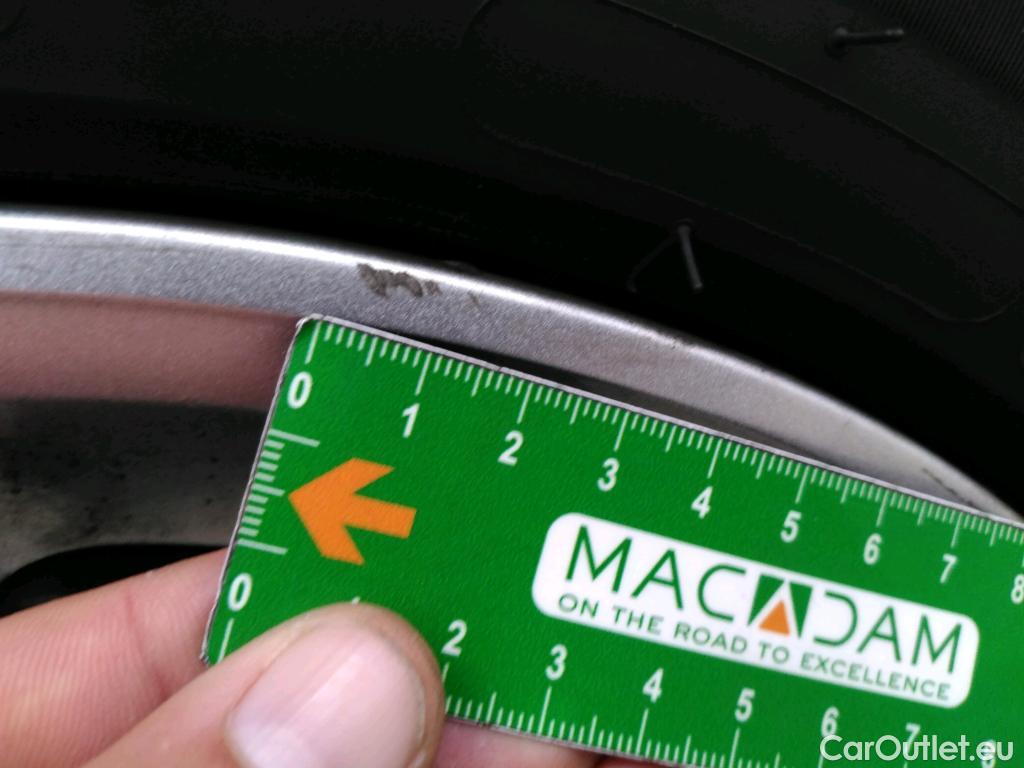 0 1 2 3 4 5 6 7 8
MACADAM
ON THE ROAD TO EXCELLENCE
0 2 3 4 5 6 7 8
CarOutlet.eu